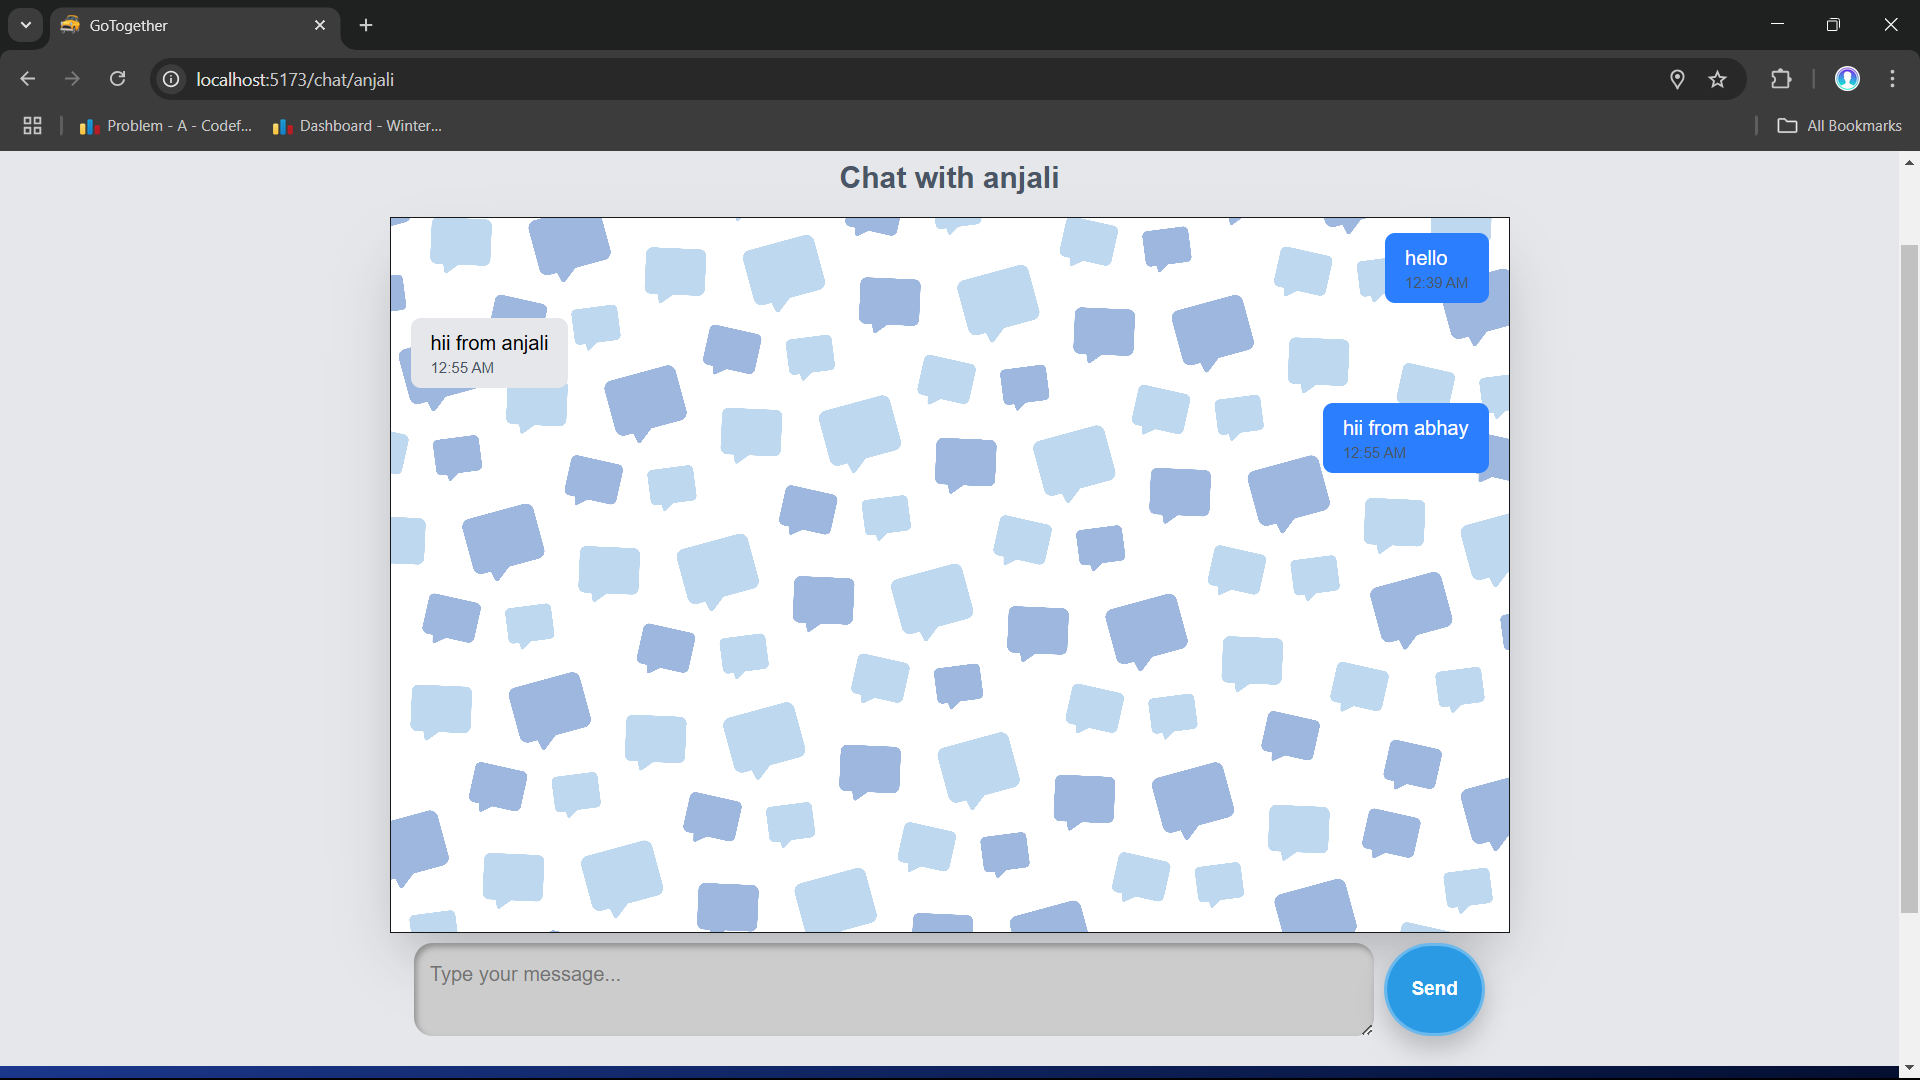 GoTogether
localhost:5173/chat/anjali
Problem - A - Codef...
Dashboard - Winter...
All Bookmarks
Chat with anjali
hello
12:39 AM
hii from anjali
12:55 AM
hii from abhay
12:55 AM
Type your message...
Send